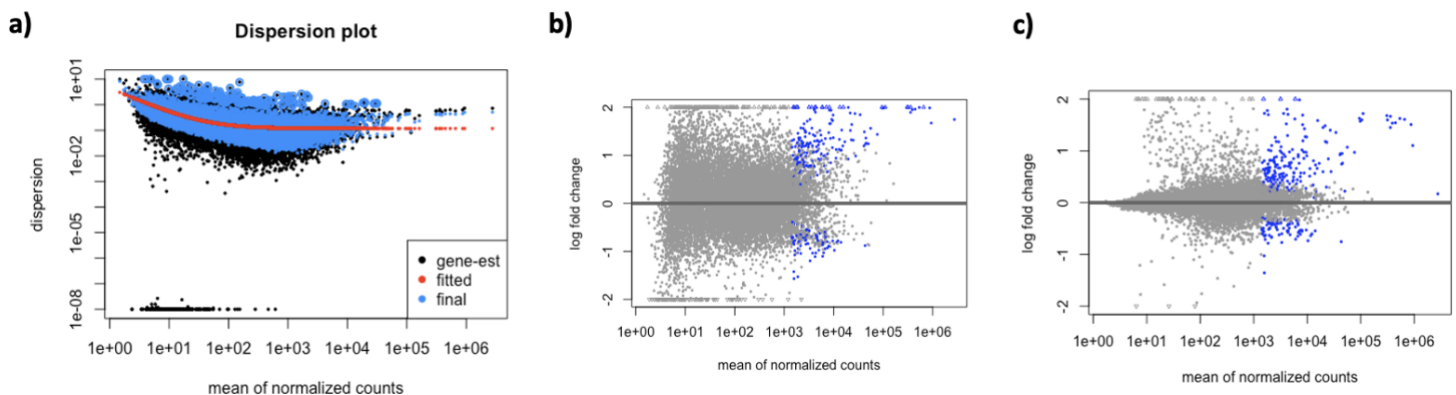 a)
Dispersion plot
dispersion
1e+01
1e-02
1e-05
1e-08
gene-est
fitted
final
1e+00 1e+01 1e+02 1e+03 1e+04 1e+05 1e+06
mean of normalized counts
b)
log fold change
2
1
0
-1
-2
1e+00 1e+01 1e+02 1e+03 1e+04 1e+05 1e+06
mean of normalized counts
c)
log fold change
2
1
0
-1
-2
1e+00 1e+01 1e+02 1e+03 1e+04 1e+05 1e+06
mean of normalized counts